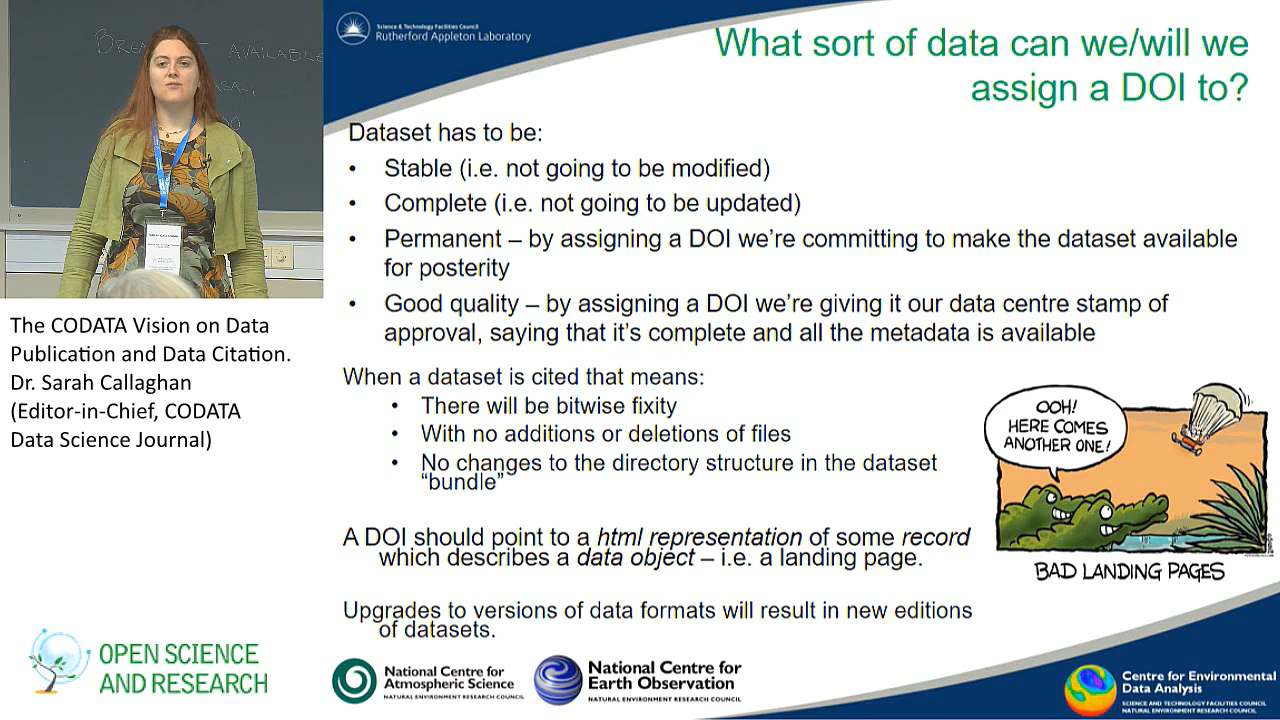 AVAILABLE
Science & Technology Facilities Council
Rutherford Appleton Laboratory
What sort of data can we/will we
assign a DOI to?
Dataset has to be:
• Stable (i.e. not going to be modified)
• Complete (i.e. not going to be updated)
• Permanent – by assigning a DOI we're committing to make the dataset available
for posterity
• Good quality – by assigning a DOI we're giving it our data centre stamp of
approval, saying that it's complete and all the metadata is available
When a dataset is cited that means:
• There will be bitwise fixity
• With no additions or deletions of files
• No changes to the directory structure in the dataset
“bundle”
A DOI should point to a html representation of some record
which describes a data object – i.e. a landing page.
Upgrades to versions of data formats will result in new editions
of datasets.
OOH!
HERE COMES
ANOTHER ONE!
BAD LANDING PAGES
The CODATA Vision on Data
Publication and Data Citation.
Dr. Sarah Callaghan
(Editor-in-Chief, CODATA
Data Science Journal)
OPEN SCIENCE
AND RESEARCH
National Centre for
Atmospheric Science
NATURAL ENVIRONMENT RESEARCH COUNCIL
National Centre for
Earth Observation
NATURAL ENVIRONMENT RESEARCH COUNCIL
Centre for Environmental
Data Analysis
SCIENCE AND TECHNOLOGY FACILITIES COUNCIL
NATURAL ENVIRONMENT RESEARCH COUNCIL